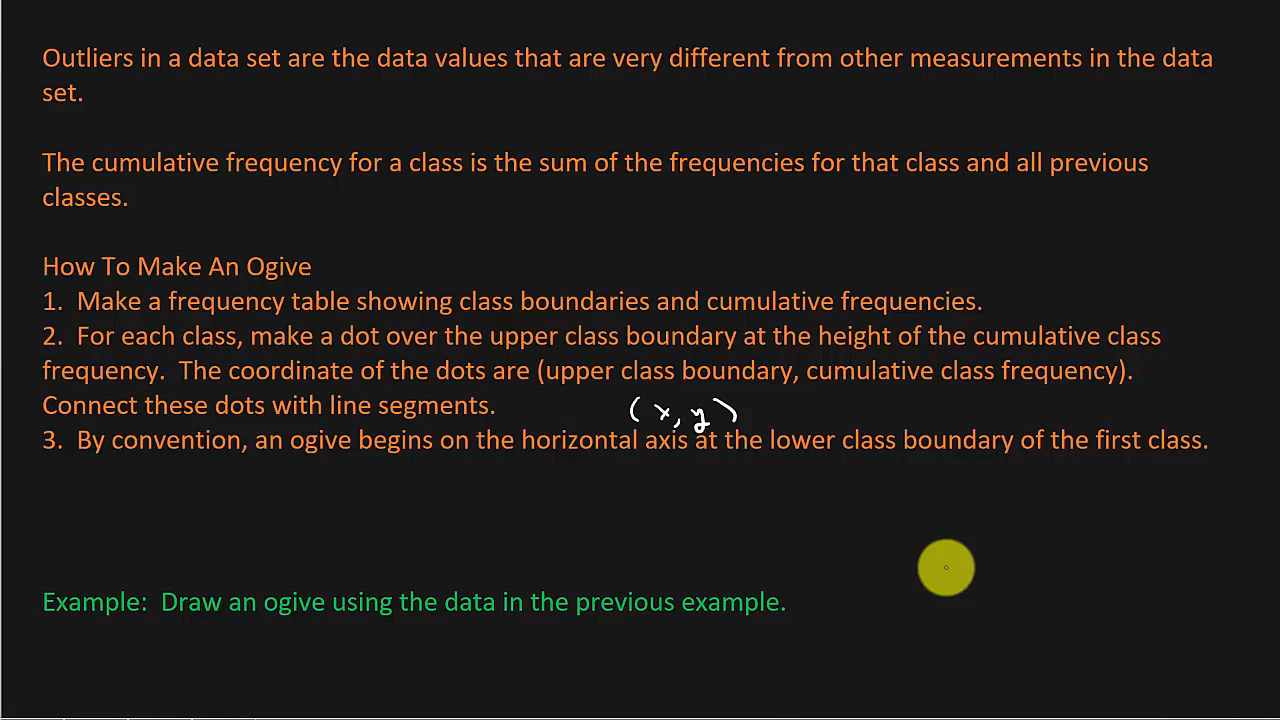 Outliers in a data set are the data values that are very different from other measurements in the data
set.
The cumulative frequency for a class is the sum of the frequencies for that class and all previous
classes.
How To Make An Ogive
1. Make a frequency table showing class boundaries and cumulative frequencies.
2. For each class, make a dot over the upper class boundary at the height of the cumulative class
frequency. The coordinate of the dots are (upper class boundary, cumulative class frequency).
Connect these dots with line segments.
(x, y)
3. By convention, an ogive begins on the horizontal axis at the lower class boundary of the first class.
Example: Draw an ogive using the data in the previous example.